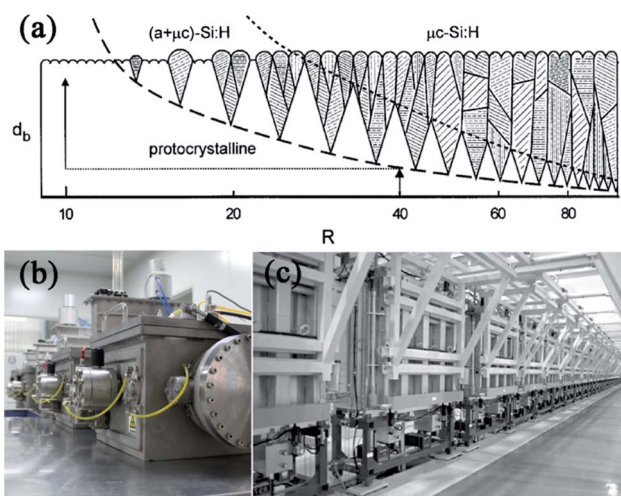 (a)
(a+μc)-Si:H
μc-Si:H
d_b
protocrystalline
10
20
40
60
80
R
(b)
(c)